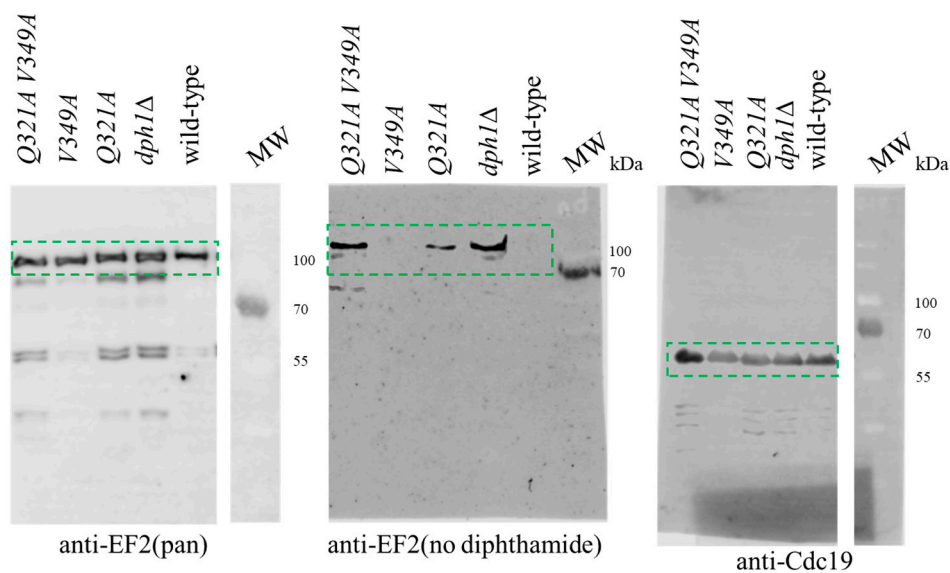 Q321A V349A
V349A
Q321A
dph1Δ
wild-type
MW
100
70
55
anti-EF2(pan)
Q321A V349A
V349A
Q321A
dph1Δ
wild-type
MW
kDa
100
70
anti-EF2(no diphthamide)
Q321A V349A
V349A
Q321A
dph1Δ
wild-type
MW
kDa
100
70
55
anti-Cdc19